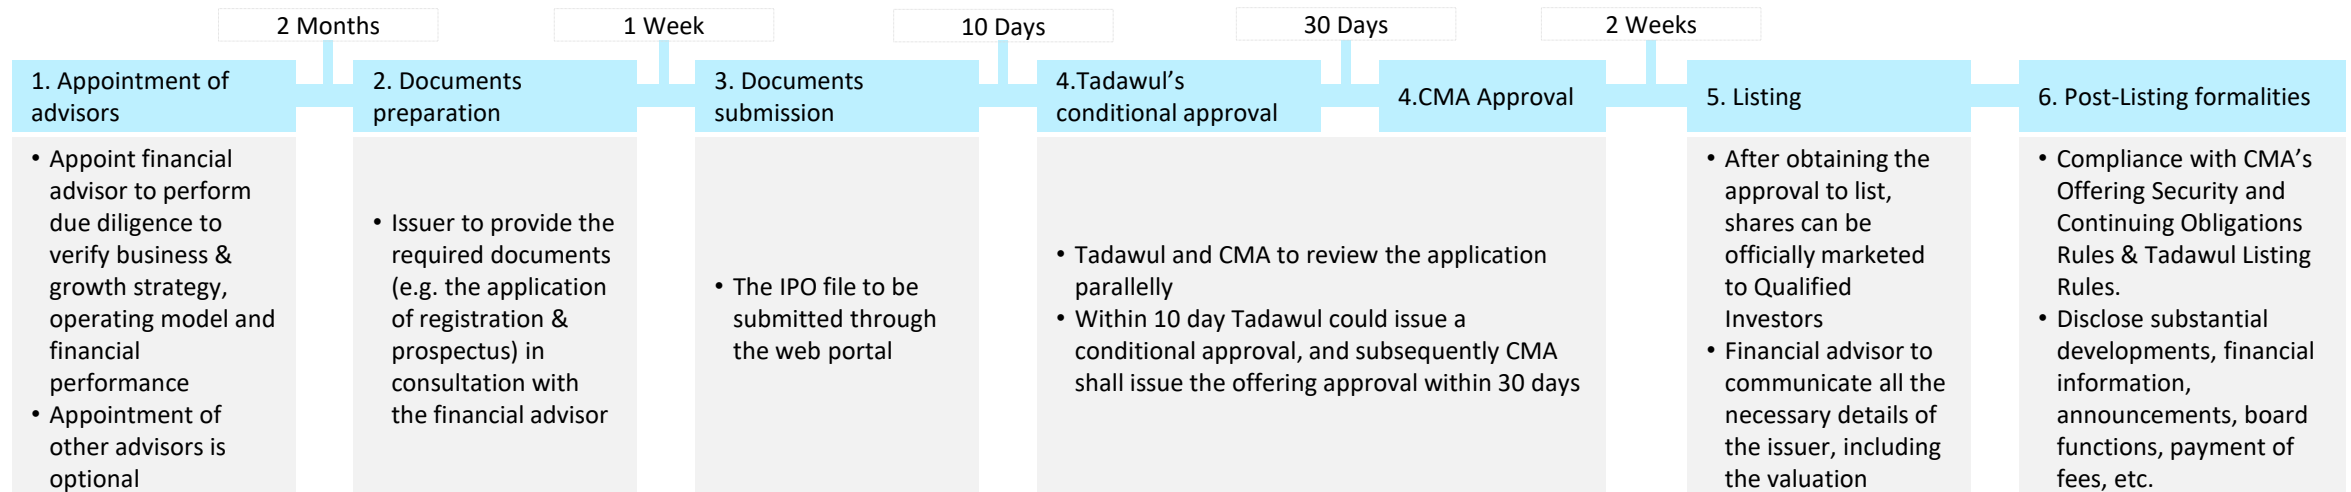 2 Months
1 Week
10 Days
30 Days
2 Weeks
1. Appointment of
advisors
2. Documents
preparation
3. Documents
submission
4.Tadawul's
conditional approval
4.CMA Approval
5. Listing
6. Post-Listing formalities
• Appoint financial
advisor to perform
due diligence to
verify business &
growth strategy,
operating model and
financial
performance
• Appointment of
other advisors is
optional
• Issuer to provide the
required documents
(e.g. the application
of registration &
prospectus) in
consultation with
the financial advisor
• The IPO file to be
submitted through
the web portal
• Tadawul and CMA to review the application
parallelly
• Within 10 day Tadawul could issue a
conditional approval, and subsequently CMA
shall issue the offering approval within 30 days
• After obtaining the
approval to list,
shares can be
officially marketed
to Qualified
Investors
• Financial advisor to
communicate all the
necessary details of
the issuer, including
the valuation
• Compliance with CMA's
Offering Security and
Continuing Obligations
Rules & Tadawul Listing
Rules.
• Disclose substantial
developments, financial
information,
announcements, board
functions, payment of
fees, etc.